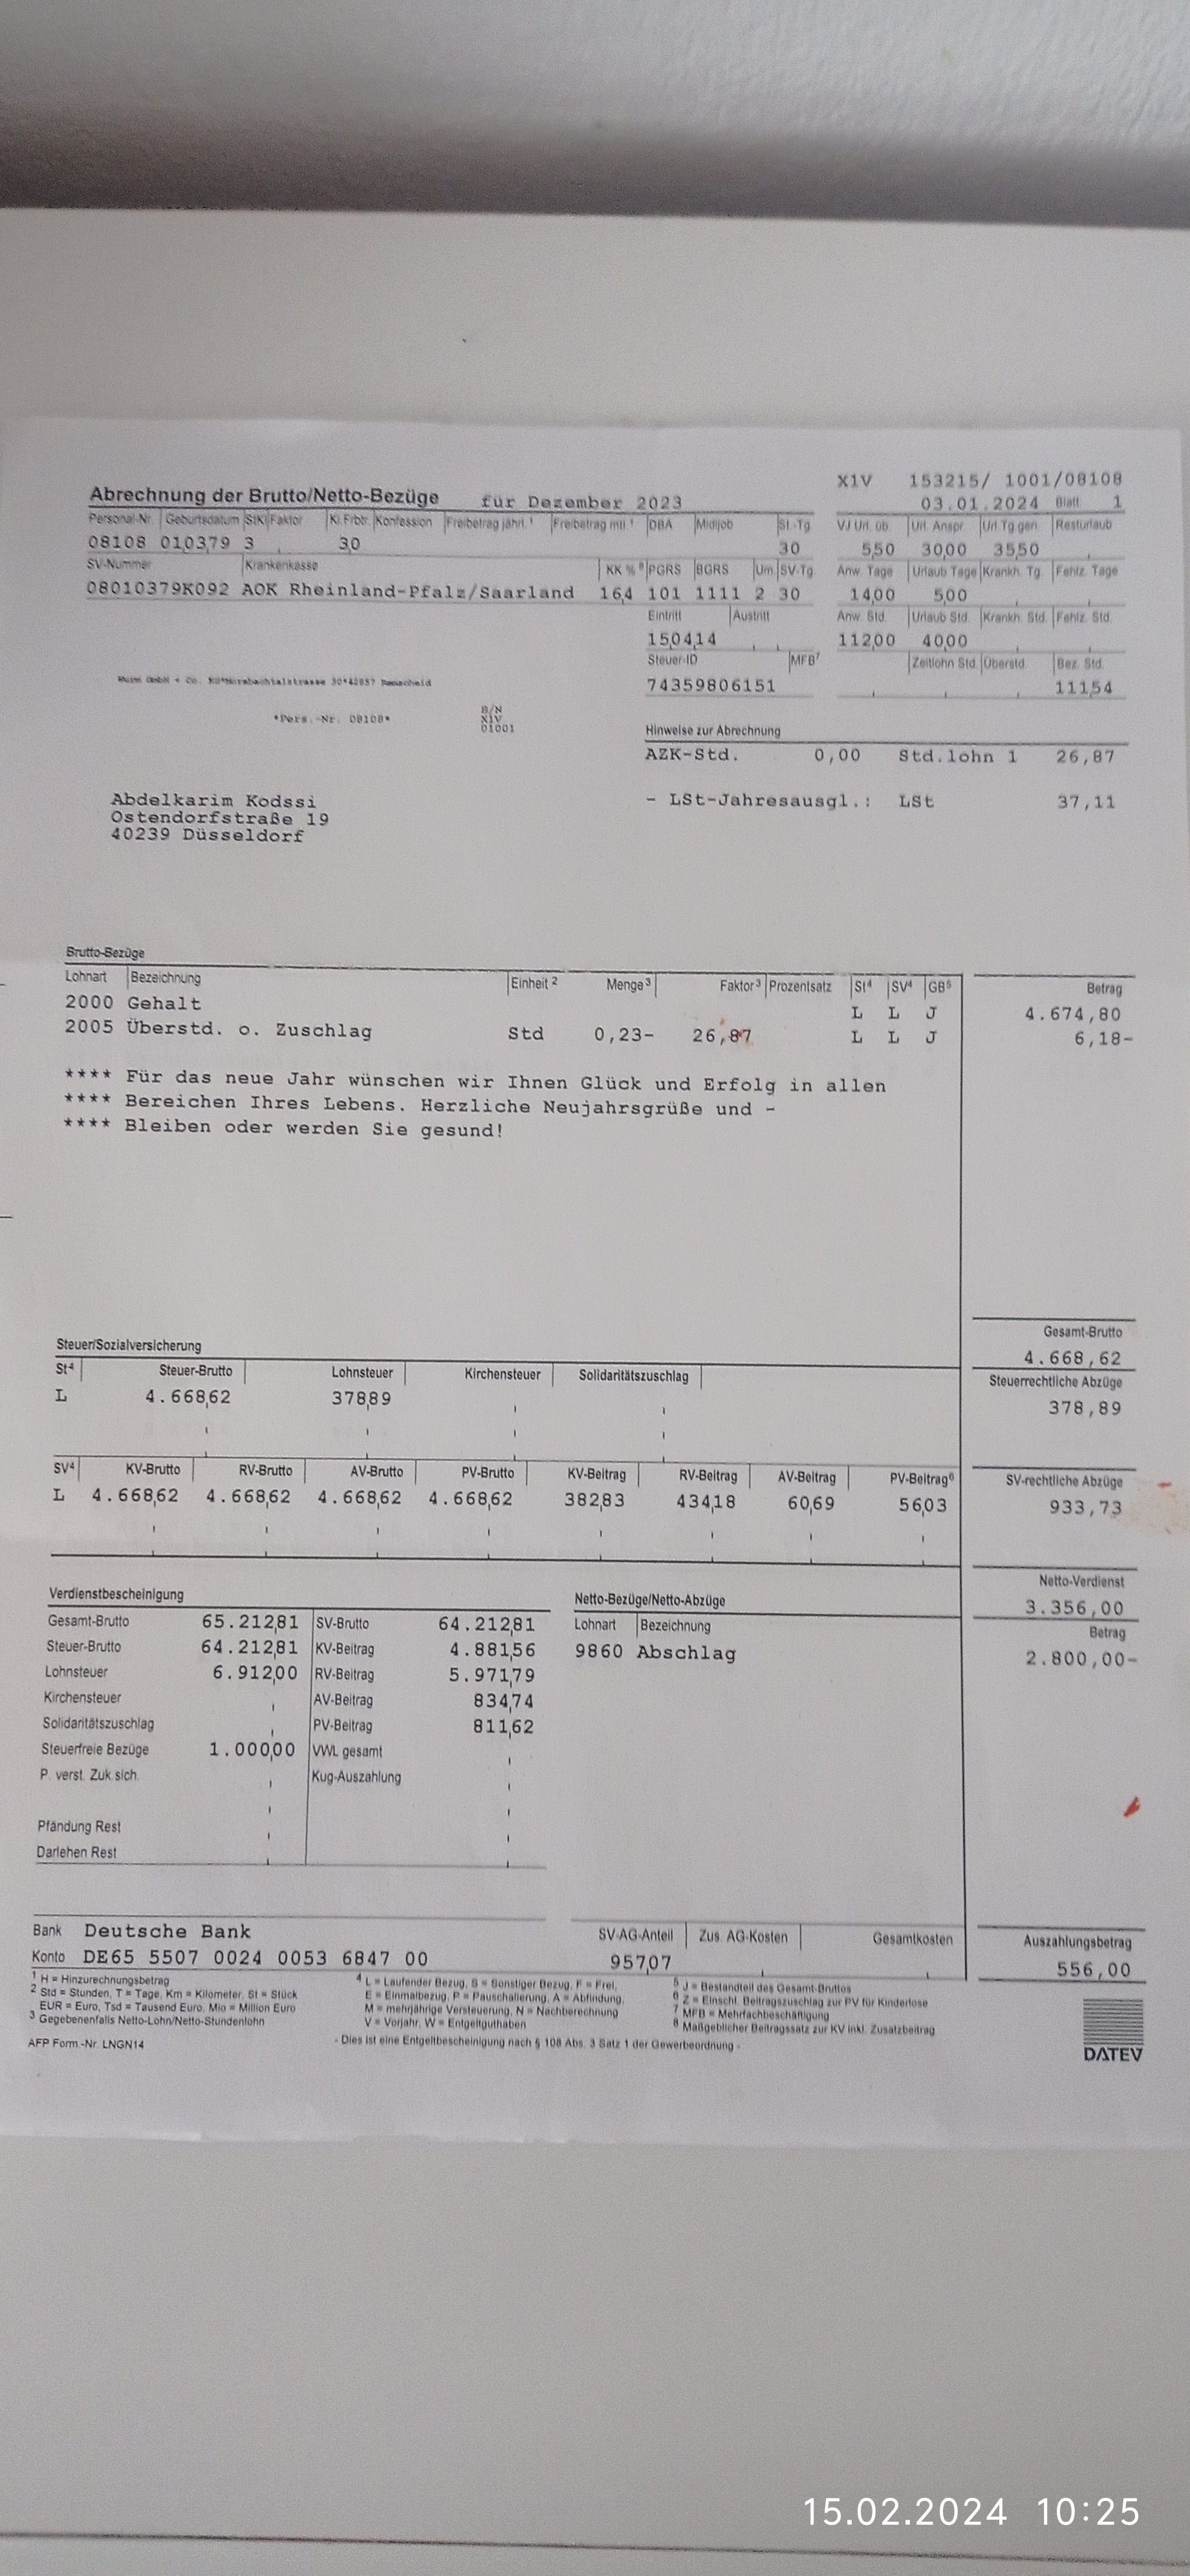 X1V 153215/ 1001/08108
Abrechnung der Brutto/Netto-Bezüge für Dezember 2023 03.01.2024 Blatt 1
Personal-Nr. Geburtsdatum StKl Faktor Ki.Frbtr. Konfession Freibetrag jährl.¹ Freibetrag mtl.¹ DBA Midijob St.-Tg. VJ Url. üb. Url. Anspr. Url.Tg.gen. Resturlaub
08108 010379 3 3,0 30 5,50 30,00 35,50
SV-Nummer Krankenkasse KK %⁸ PGRS BGRS Um. SV-Tg. Anw. Tage Urlaub Tage Krankh. Tg. Fehlz. Tage
08010379K092 AOK Rheinland-Pfalz/Saarland 16,4 101 1111 2 30 14,00 5,00
Eintritt Austritt Anw. Std. Urlaub Std. Krankh. Std. Fehlz. Std.
150414 112,00 40,00
Steuer-ID MFB⁷ Zeitlohn Std. Überstd. Bez. Std.
74359806151 111,54
*Pers.-Nr. 08108*
B/N
X1V
01001
Hinweise zur Abrechnung
AZK-Std. 0,00 Std.lohn 1 26,87
- LSt-Jahresausgl.: LSt 37,11
Abdelkarim Kodssi
Ostendorfstraße 19
40239 Düsseldorf
Brutto-Bezüge
Lohnart Bezeichnung Einheit² Menge³ Faktor³ Prozentsatz St⁴ SV⁴ GB⁵ Betrag
2000 Gehalt L L J 4.674,80
2005 Überstd. o. Zuschlag Std 0,23- 26,87 L L J 6,18-
**** Für das neue Jahr wünschen wir Ihnen Glück und Erfolg in allen
**** Bereichen Ihres Lebens. Herzliche Neujahrsgrüße und -
**** Bleiben oder werden Sie gesund!
Gesamt-Brutto
4.668,62
Steuer/Sozialversicherung
St⁴ Steuer-Brutto Lohnsteuer Kirchensteuer Solidaritätszuschlag Steuerrechtliche Abzüge
L 4.668,62 378,89 378,89
SV⁴ KV-Brutto RV-Brutto AV-Brutto PV-Brutto KV-Beitrag RV-Beitrag AV-Beitrag PV-Beitrag⁶ SV-rechtliche Abzüge
L 4.668,62 4.668,62 4.668,62 4.668,62 382,83 434,18 60,69 56,03 933,73
Netto-Verdienst
3.356,00
Verdienstbescheinigung Netto-Bezüge/Netto-Abzüge
Gesamt-Brutto 65.212,81 SV-Brutto 64.212,81 Lohnart Bezeichnung Betrag
Steuer-Brutto 64.212,81 KV-Beitrag 4.881,56 9860 Abschlag 2.800,00-
Lohnsteuer 6.912,00 RV-Beitrag 5.971,79
Kirchensteuer AV-Beitrag 834,74
Solidaritätszuschlag PV-Beitrag 811,62
Steuerfreie Bezüge 1.000,00 VWL gesamt
P. verst. Zuk.sich. Kug-Auszahlung
Pfändung Rest
Darlehen Rest
Bank Deutsche Bank SV-AG-Anteil Zus. AG-Kosten Gesamtkosten Auszahlungsbetrag
Konto DE65 5507 0024 0053 6847 00 957,07 556,00
¹ H = Hinzurechnungsbetrag
² Std = Stunden, T = Tage, Km = Kilometer, St = Stück
EUR = Euro, Tsd = Tausend Euro, Mio = Million Euro
³ Gegebenenfalls Netto-Lohn/Netto-Stundenlohn
⁴ L = Laufender Bezug, S = Sonstiger Bezug, F = Frei,
E = Einmalbezug, P = Pauschalierung, A = Abfindung,
M = mehrjährige Versteuerung, N = Nachberechnung
V = Vorjahr, W = Entgeltguthaben
⁵ J = Bestandteil des Gesamt-Bruttos
⁶ Z = Einschl. Beitragszuschlag zur PV für Kinderlose
⁷ MFB = Mehrfachbeschäftigung
⁸ Maßgeblicher Beitragssatz zur KV inkl. Zusatzbeitrag
AFP Form.-Nr. LNGN14
- Dies ist eine Entgeltbescheinigung nach § 108 Abs. 3 Satz 1 der Gewerbeordnung -
DATEV
15.02.2024 10:25